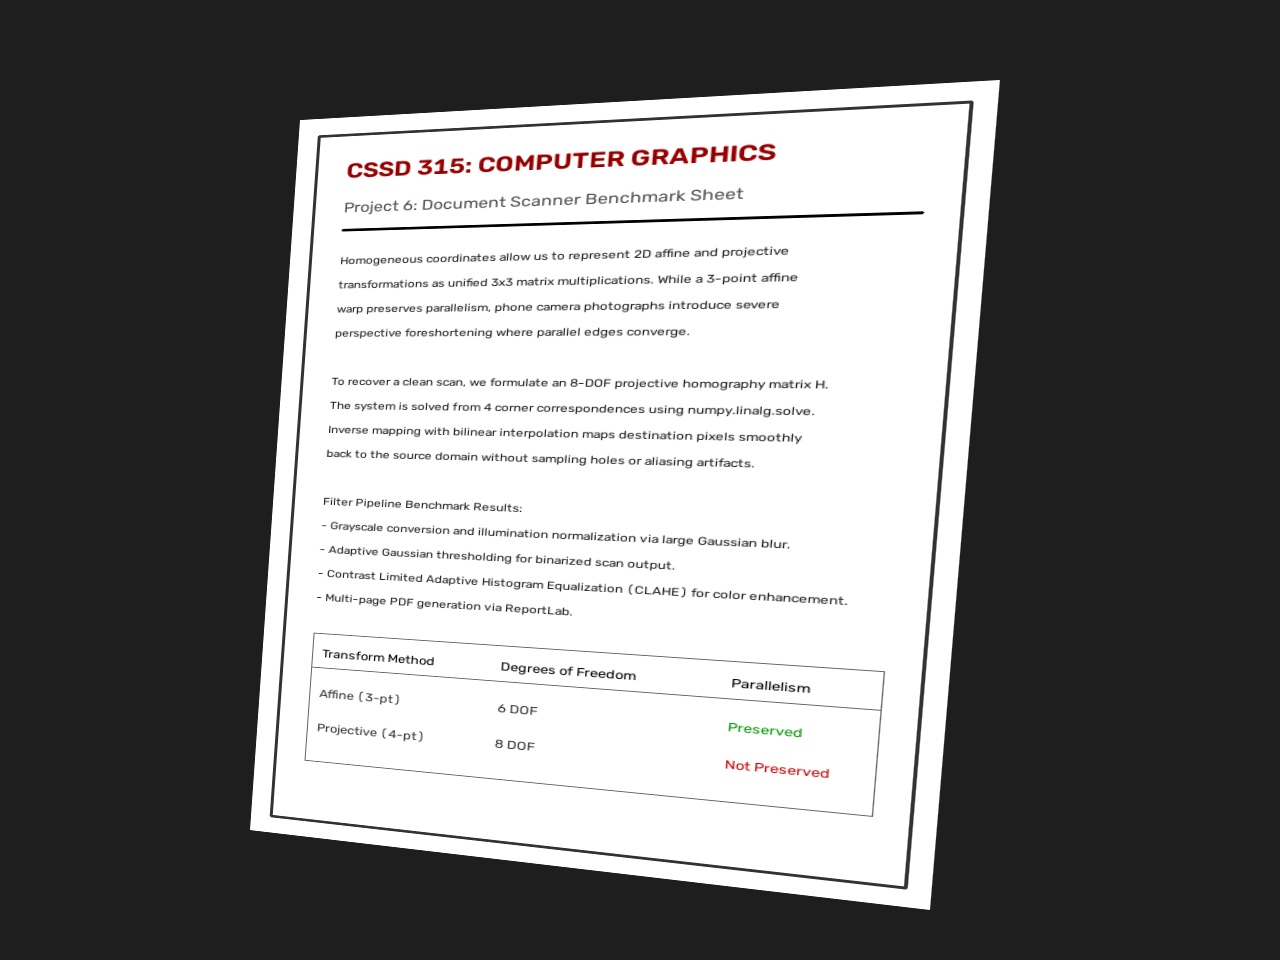 CSSD 315: COMPUTER GRAPHICS
Project 6: Document Scanner Benchmark Sheet
Homogeneous coordinates allow us to represent 2D affine and projective
transformations as unified 3x3 matrix multiplications. While a 3-point affine
warp preserves parallelism, phone camera photographs introduce severe
perspective foreshortening where parallel edges converge.
To recover a clean scan, we formulate an 8-DOF projective homography matrix H.
The system is solved from 4 corner correspondences using numpy.linalg.solve.
Inverse mapping with bilinear interpolation maps destination pixels smoothly
back to the source domain without sampling holes or aliasing artifacts.
Filter Pipeline Benchmark Results:
- Grayscale conversion and illumination normalization via large Gaussian blur.
- Adaptive Gaussian thresholding for binarized scan output.
- Contrast Limited Adaptive Histogram Equalization (CLAHE) for color enhancement.
- Multi-page PDF generation via ReportLab.
Transform Method Degrees of Freedom Parallelism
Affine (3-pt) 6 DOF Preserved
Projective (4-pt) 8 DOF Not Preserved